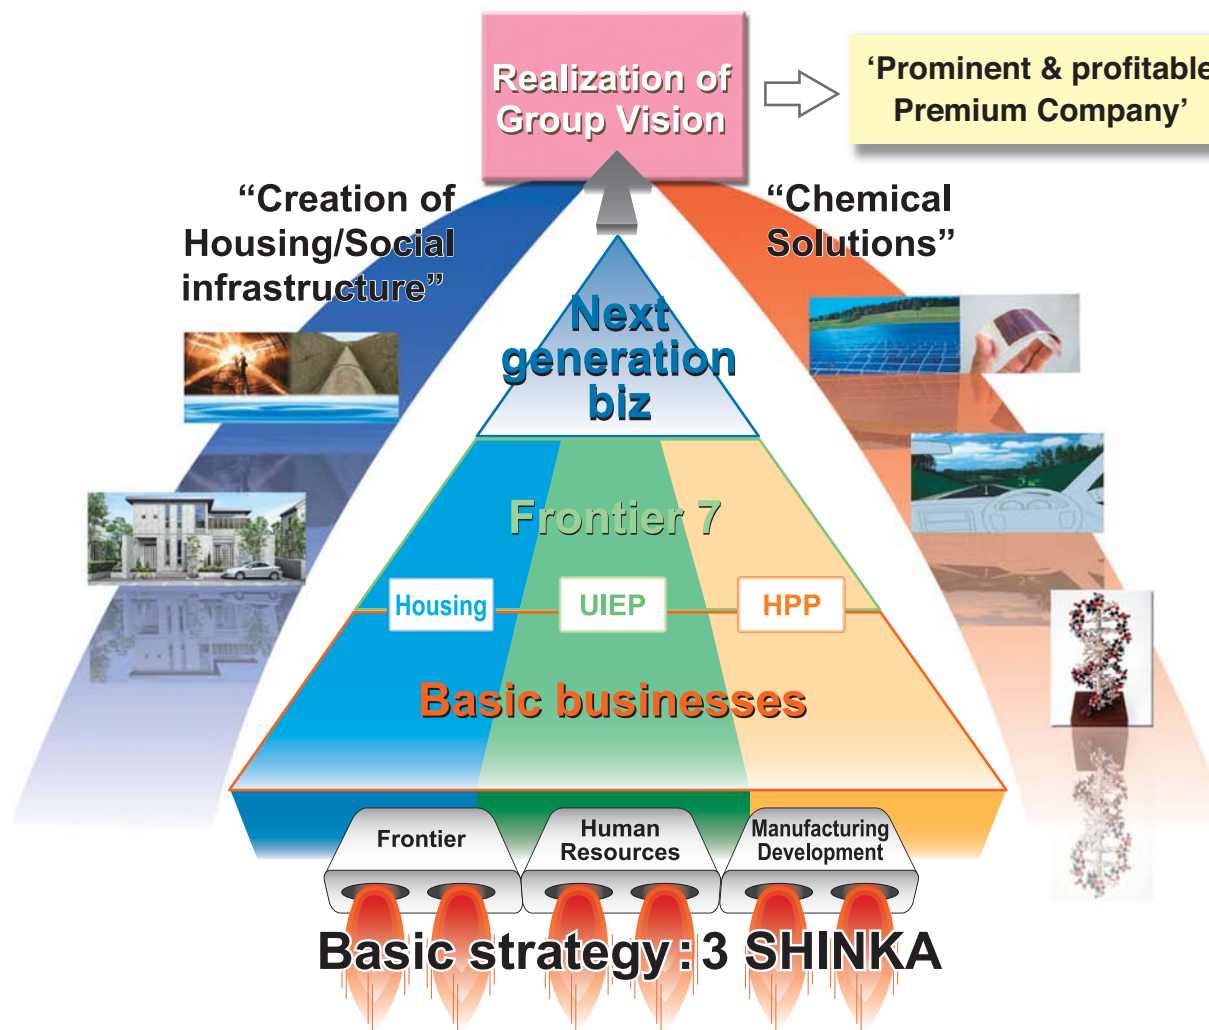 Realization of
Group Vision
‘Prominent & profitable
Premium Company’
“Creation of
Housing/Social
infrastructure”
“Chemical
Solutions”
Next
generation
biz
Frontier 7
Housing
UIEP
HPP
Basic businesses
Frontier
Human
Resources
Manufacturing
Development
Basic strategy : 3 SHINKA